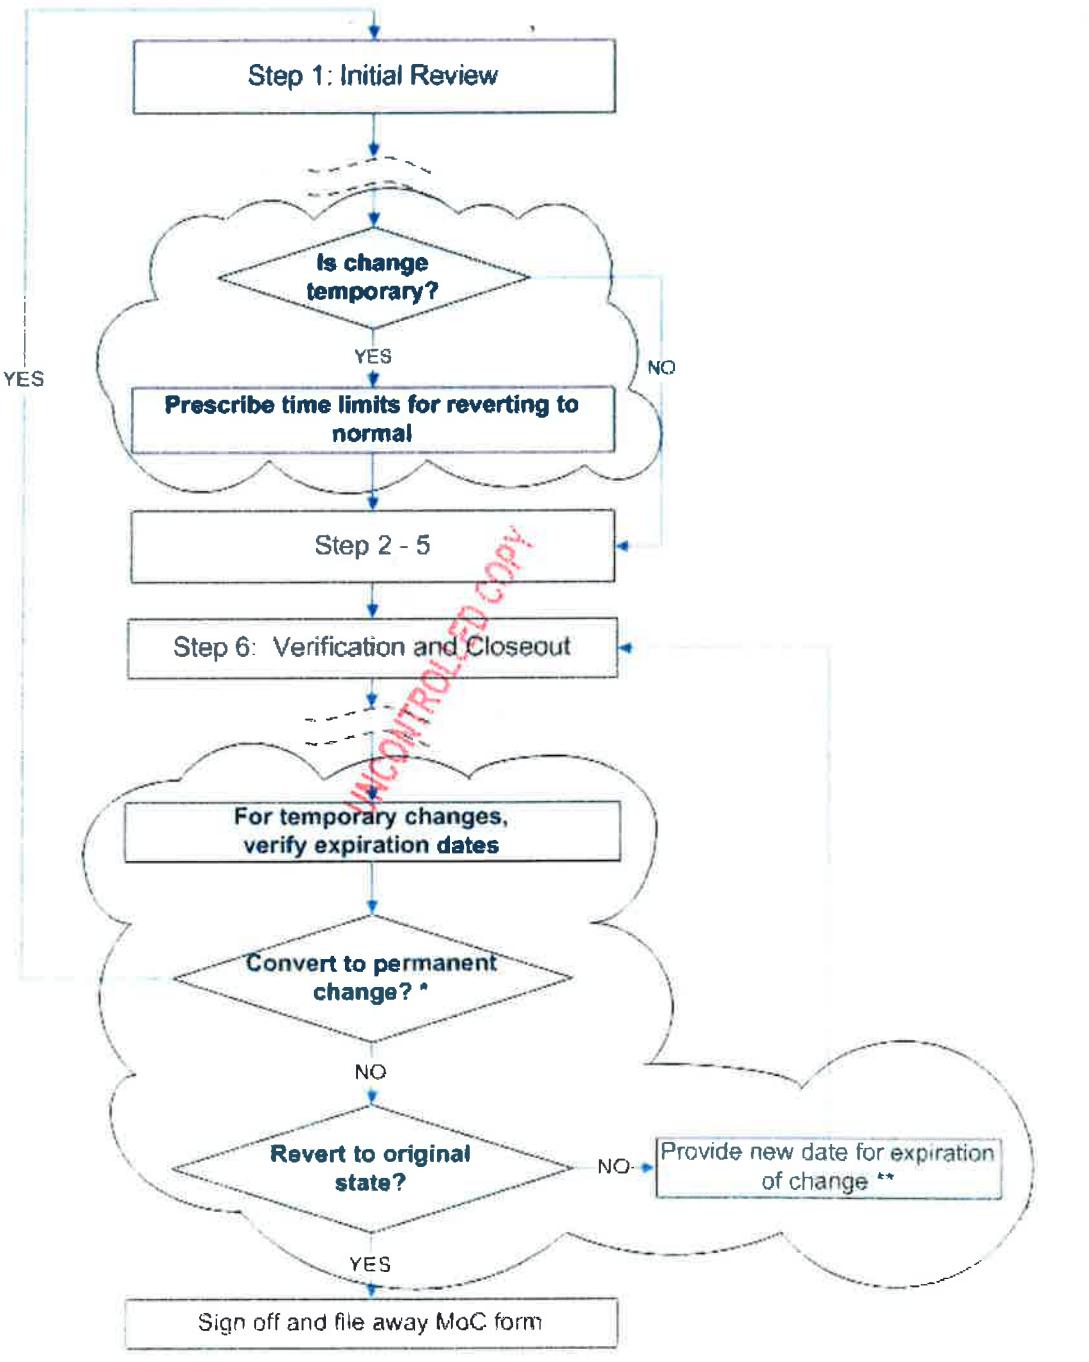 Step 1: Initial Review
Is change
temporary?
YES
YES
NO
Prescribe time limits for reverting to
normal
Step 2 - 5
Step 6: Verification and Closeout
UNCONTROLLED COPY
For temporary changes,
verify expiration dates
Convert to permanent
change? *
NO
Revert to original
state?
NO
Provide new date for expiration
of change **
YES
Sign off and file away MoC form